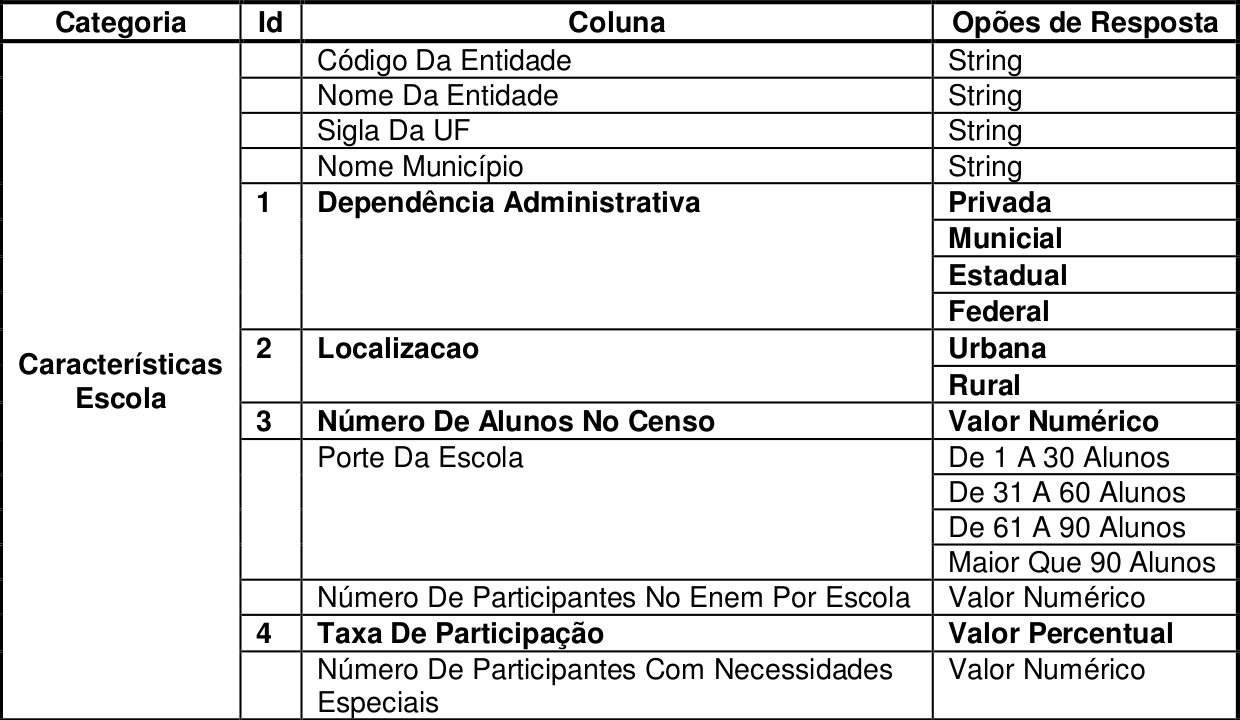 Categoria Id Coluna Opões de Resposta
Código Da Entidade String
Nome Da Entidade String
Sigla Da UF String
Nome Município String
1 Dependência Administrativa Privada
Municial
Estadual
Federal
2 Localizacao Urbana
Características
Escola
Rural
3 Número De Alunos No Censo Valor Numérico
Porte Da Escola De 1 A 30 Alunos
De 31 A 60 Alunos
De 61 A 90 Alunos
Maior Que 90 Alunos
Número De Participantes No Enem Por Escola Valor Numérico
4 Taxa De Participação Valor Percentual
Número De Participantes Com Necessidades Valor Numérico
Especiais